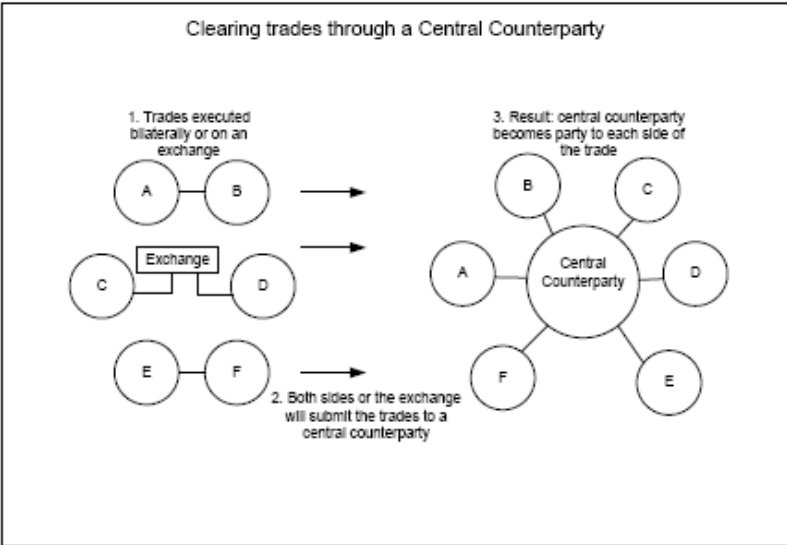 Clearing trades through a Central Counterparty
1. Trades executed
bilaterally or on an
exchange
A
B
Exchange
C
D
E
F
2. Both sides or the exchange
will submit the trades to a
central counterparty
3. Result: central counterparty
becomes party to each side of
the trade
B
C
A
Central
Counterparty
D
F
E